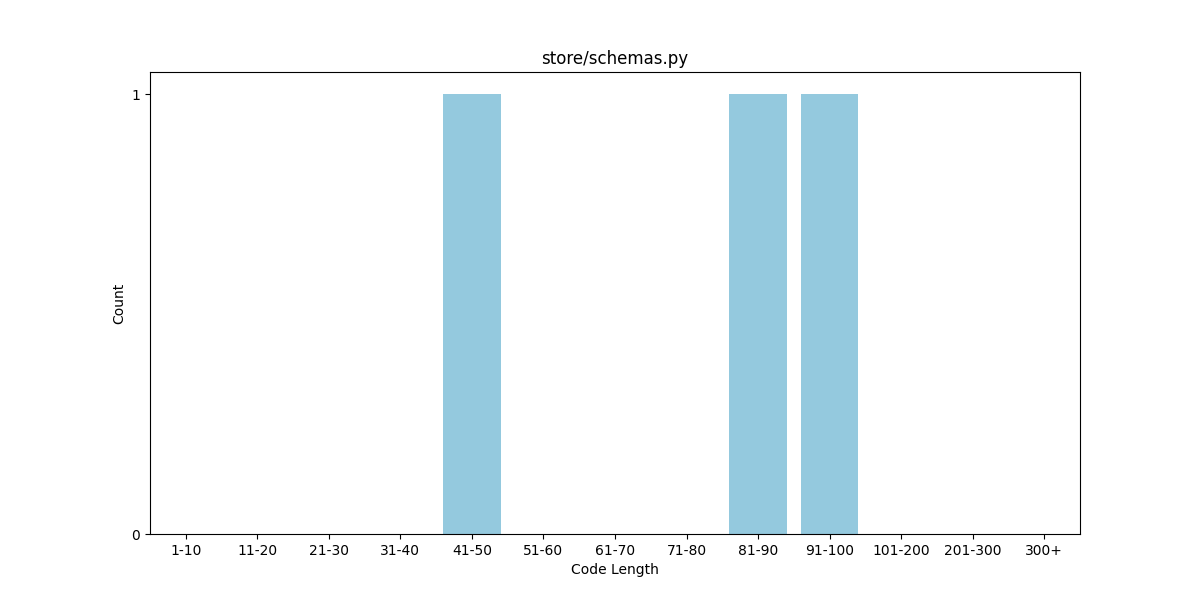 store/schemas.py
1
Count
0
1-10 11-20 21-30 31-40 41-50 51-60 61-70 71-80 81-90 91-100 101-200 201-300 300+
Code Length